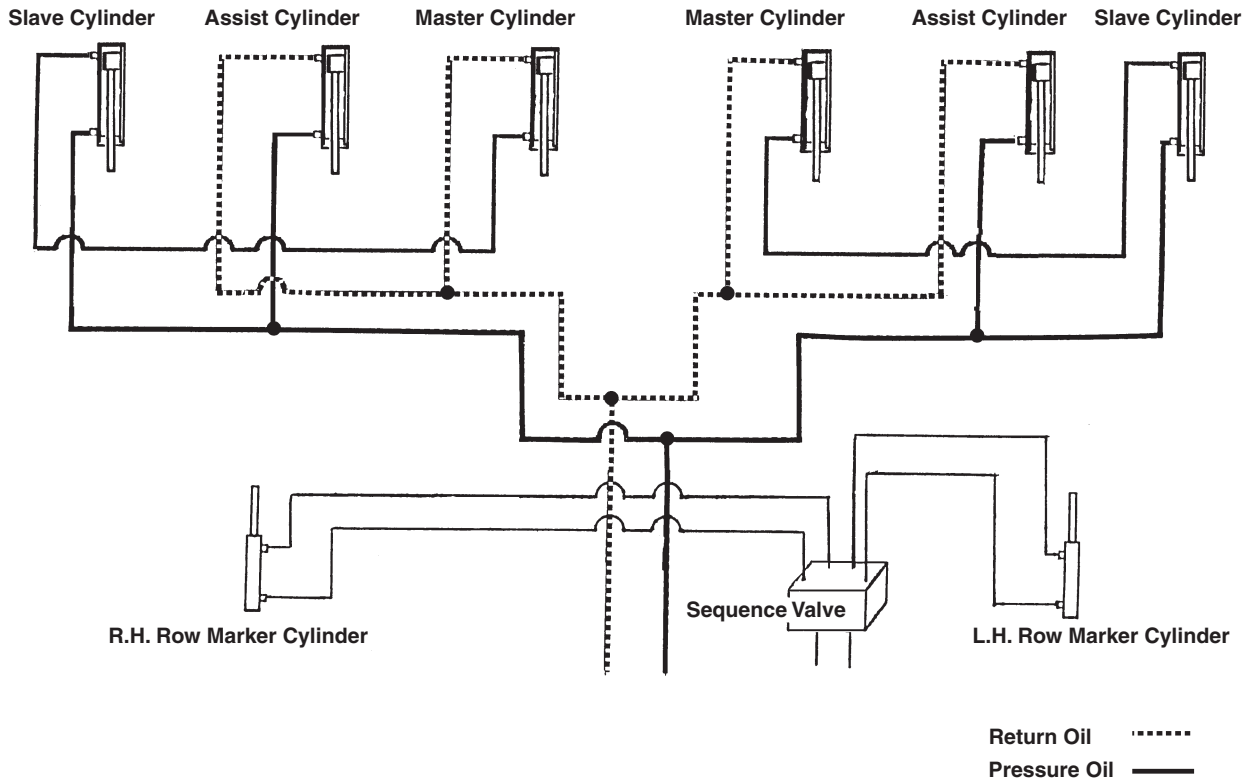 Slave Cylinder Assist Cylinder Master Cylinder Master Cylinder Assist Cylinder Slave Cylinder
Sequence Valve
R.H. Row Marker Cylinder L.H. Row Marker Cylinder
Return Oil
Pressure Oil